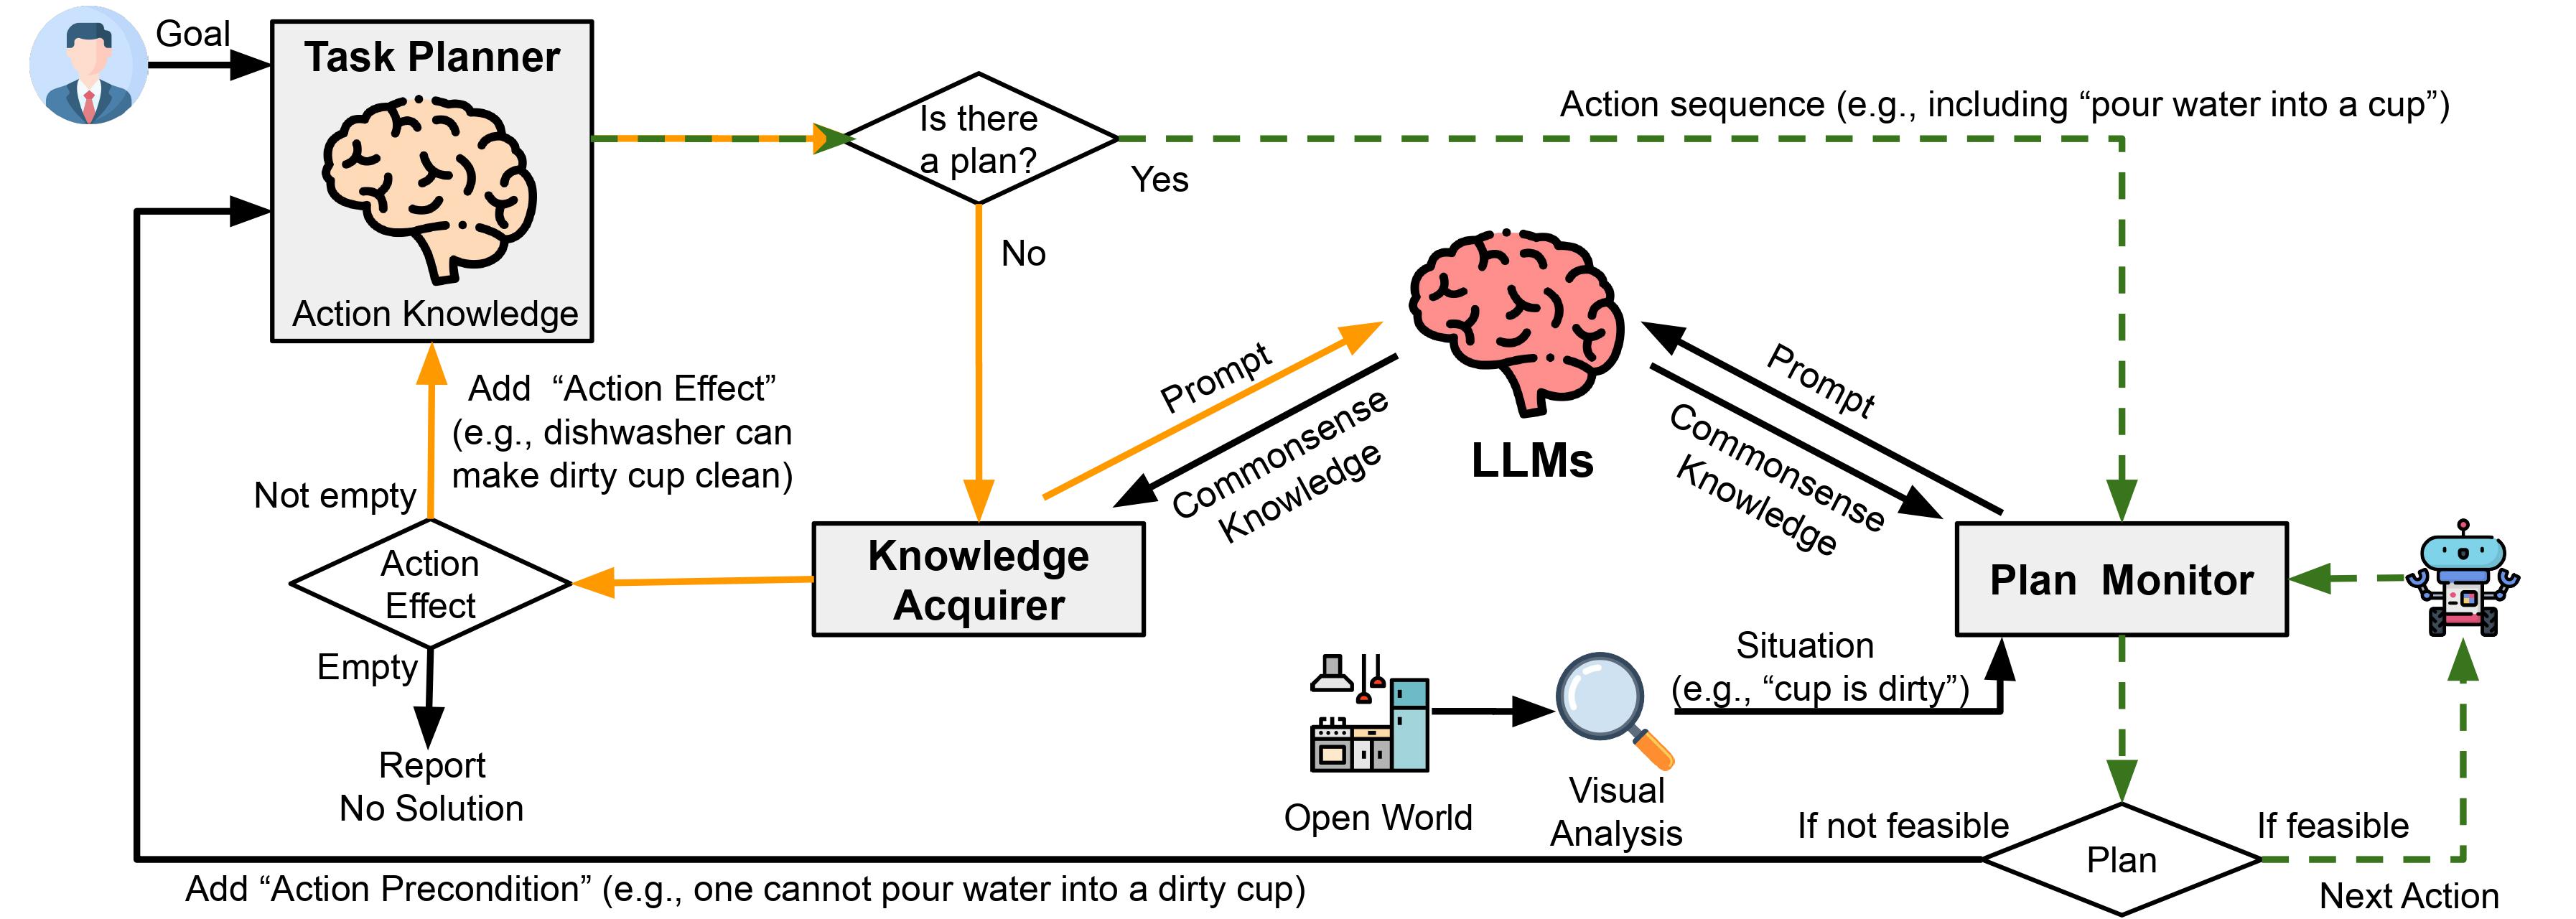 Goal
Task Planner
Action Knowledge
Is there
a plan?
Yes
No
Action sequence (e.g., including “pour water into a cup”)
Add “Action Effect”
(e.g., dishwasher can
make dirty cup clean)
Not empty
Action
Effect
Empty
Report
No Solution
Knowledge
Acquirer
Prompt
Commonsense
Knowledge
LLMs
Prompt
Commonsense
Knowledge
Plan Monitor
Situation
(e.g., “cup is dirty”)
Open World
Visual
Analysis
If not feasible
Plan
If feasible
Next Action
Add “Action Precondition” (e.g., one cannot pour water into a dirty cup)